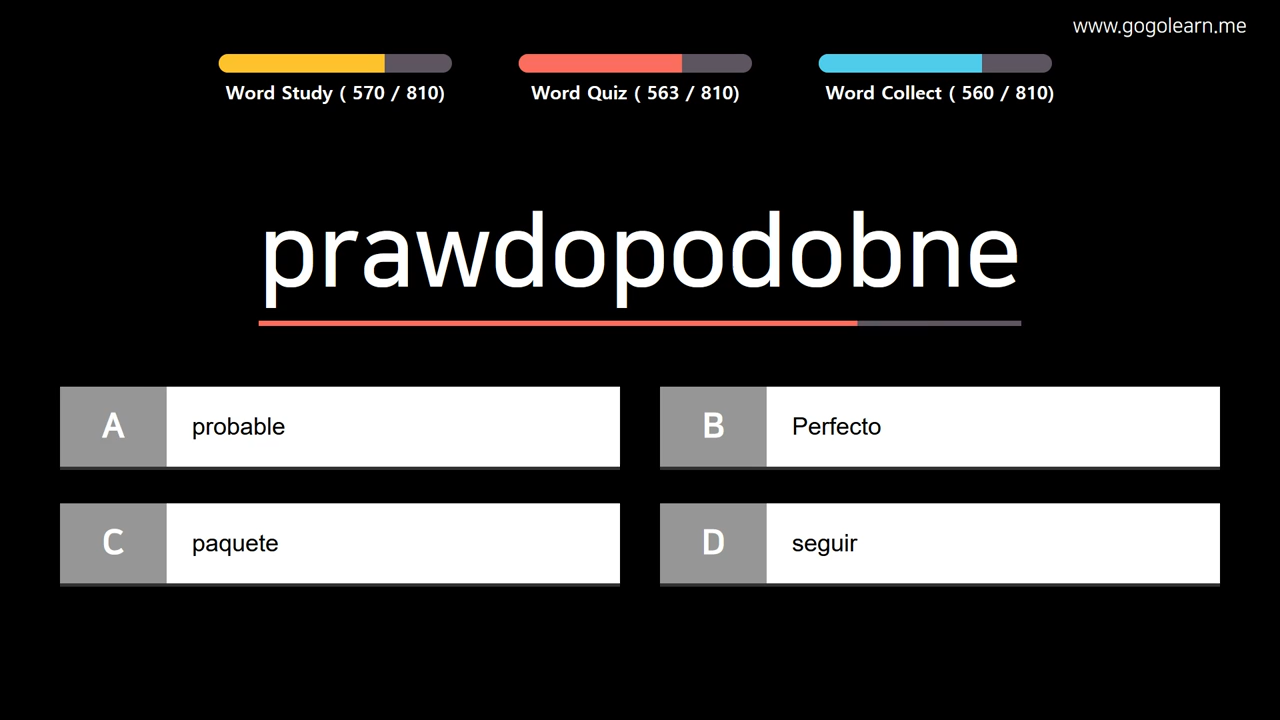 www.gogolearn.me
Word Study ( 570 / 810)
Word Quiz ( 563 / 810)
Word Collect ( 560 / 810)
prawdopodobne
A probable
B Perfecto
C paquete
D seguir